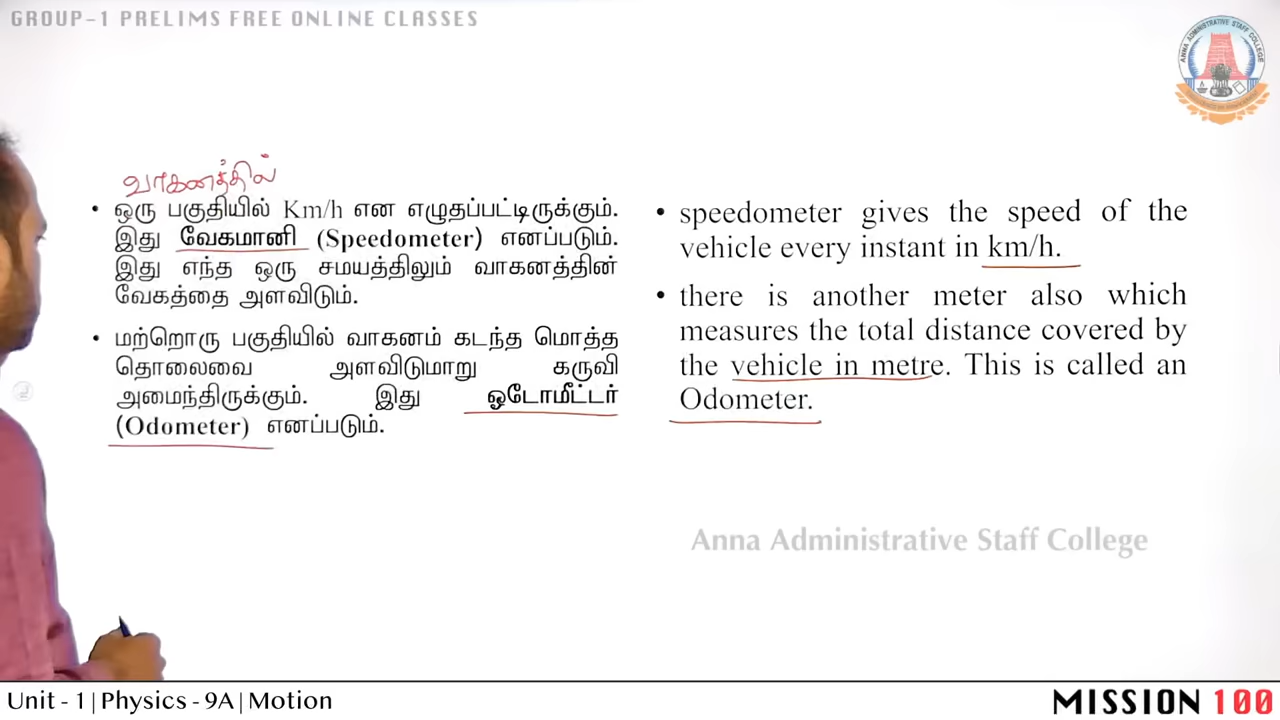 GROUP-1 PRELIMS FREE ONLINE CLASSES
ANNA ADMINISTRATIVE STAFF COLLEGE
வாகனத்தில்
• ஒரு பகுதியில் Km/h என எழுதப்பட்டிருக்கும்.
இது வேகமானி (Speedometer) எனப்படும்.
இது எந்த ஒரு சமயத்திலும் வாகனத்தின்
வேகத்தை அளவிடும்.
• மற்றொரு பகுதியில் வாகனம் கடந்த மொத்த
தொலைவை அளவிடுமாறு கருவி
அமைந்திருக்கும். இது ஓடோமீட்டர்
(Odometer) எனப்படும்.
• speedometer gives the speed of the
vehicle every instant in km/h.
• there is another meter also which
measures the total distance covered by
the vehicle in metre. This is called an
Odometer.
Anna Administrative Staff College
Unit - 1 | Physics - 9A | Motion
MISSION 100